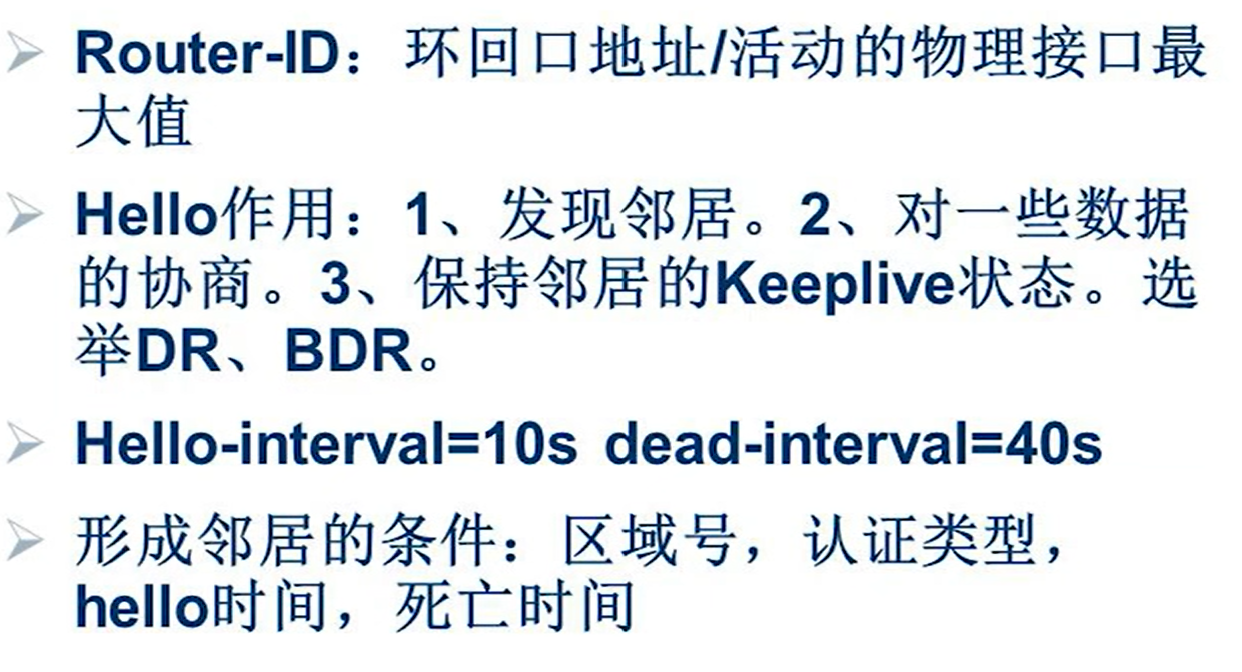 Router-ID：环回口地址/活动的物理接口最
大值
Hello作用：1、发现邻居。2、对一些数据
的协商。3、保持邻居的Keeplive状态。选
举DR、BDR。
Hello-interval=10s dead-interval=40s
形成邻居的条件：区域号，认证类型，
hello时间，死亡时间